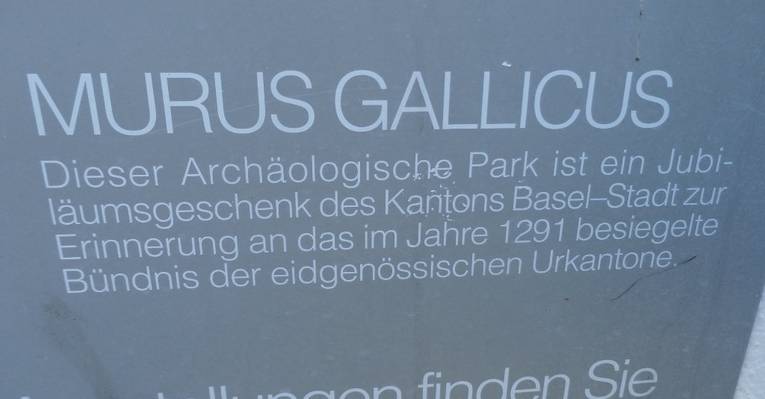 MURUS GALLICUS
Dieser Archäologische Park ist ein Jubi-
läumsgeschenk des Kantons Basel–Stadt zur
Erinnerung an das im Jahre 1291 besiegelte
Bündnis der eidgenössischen Urkantone.
finden Sie